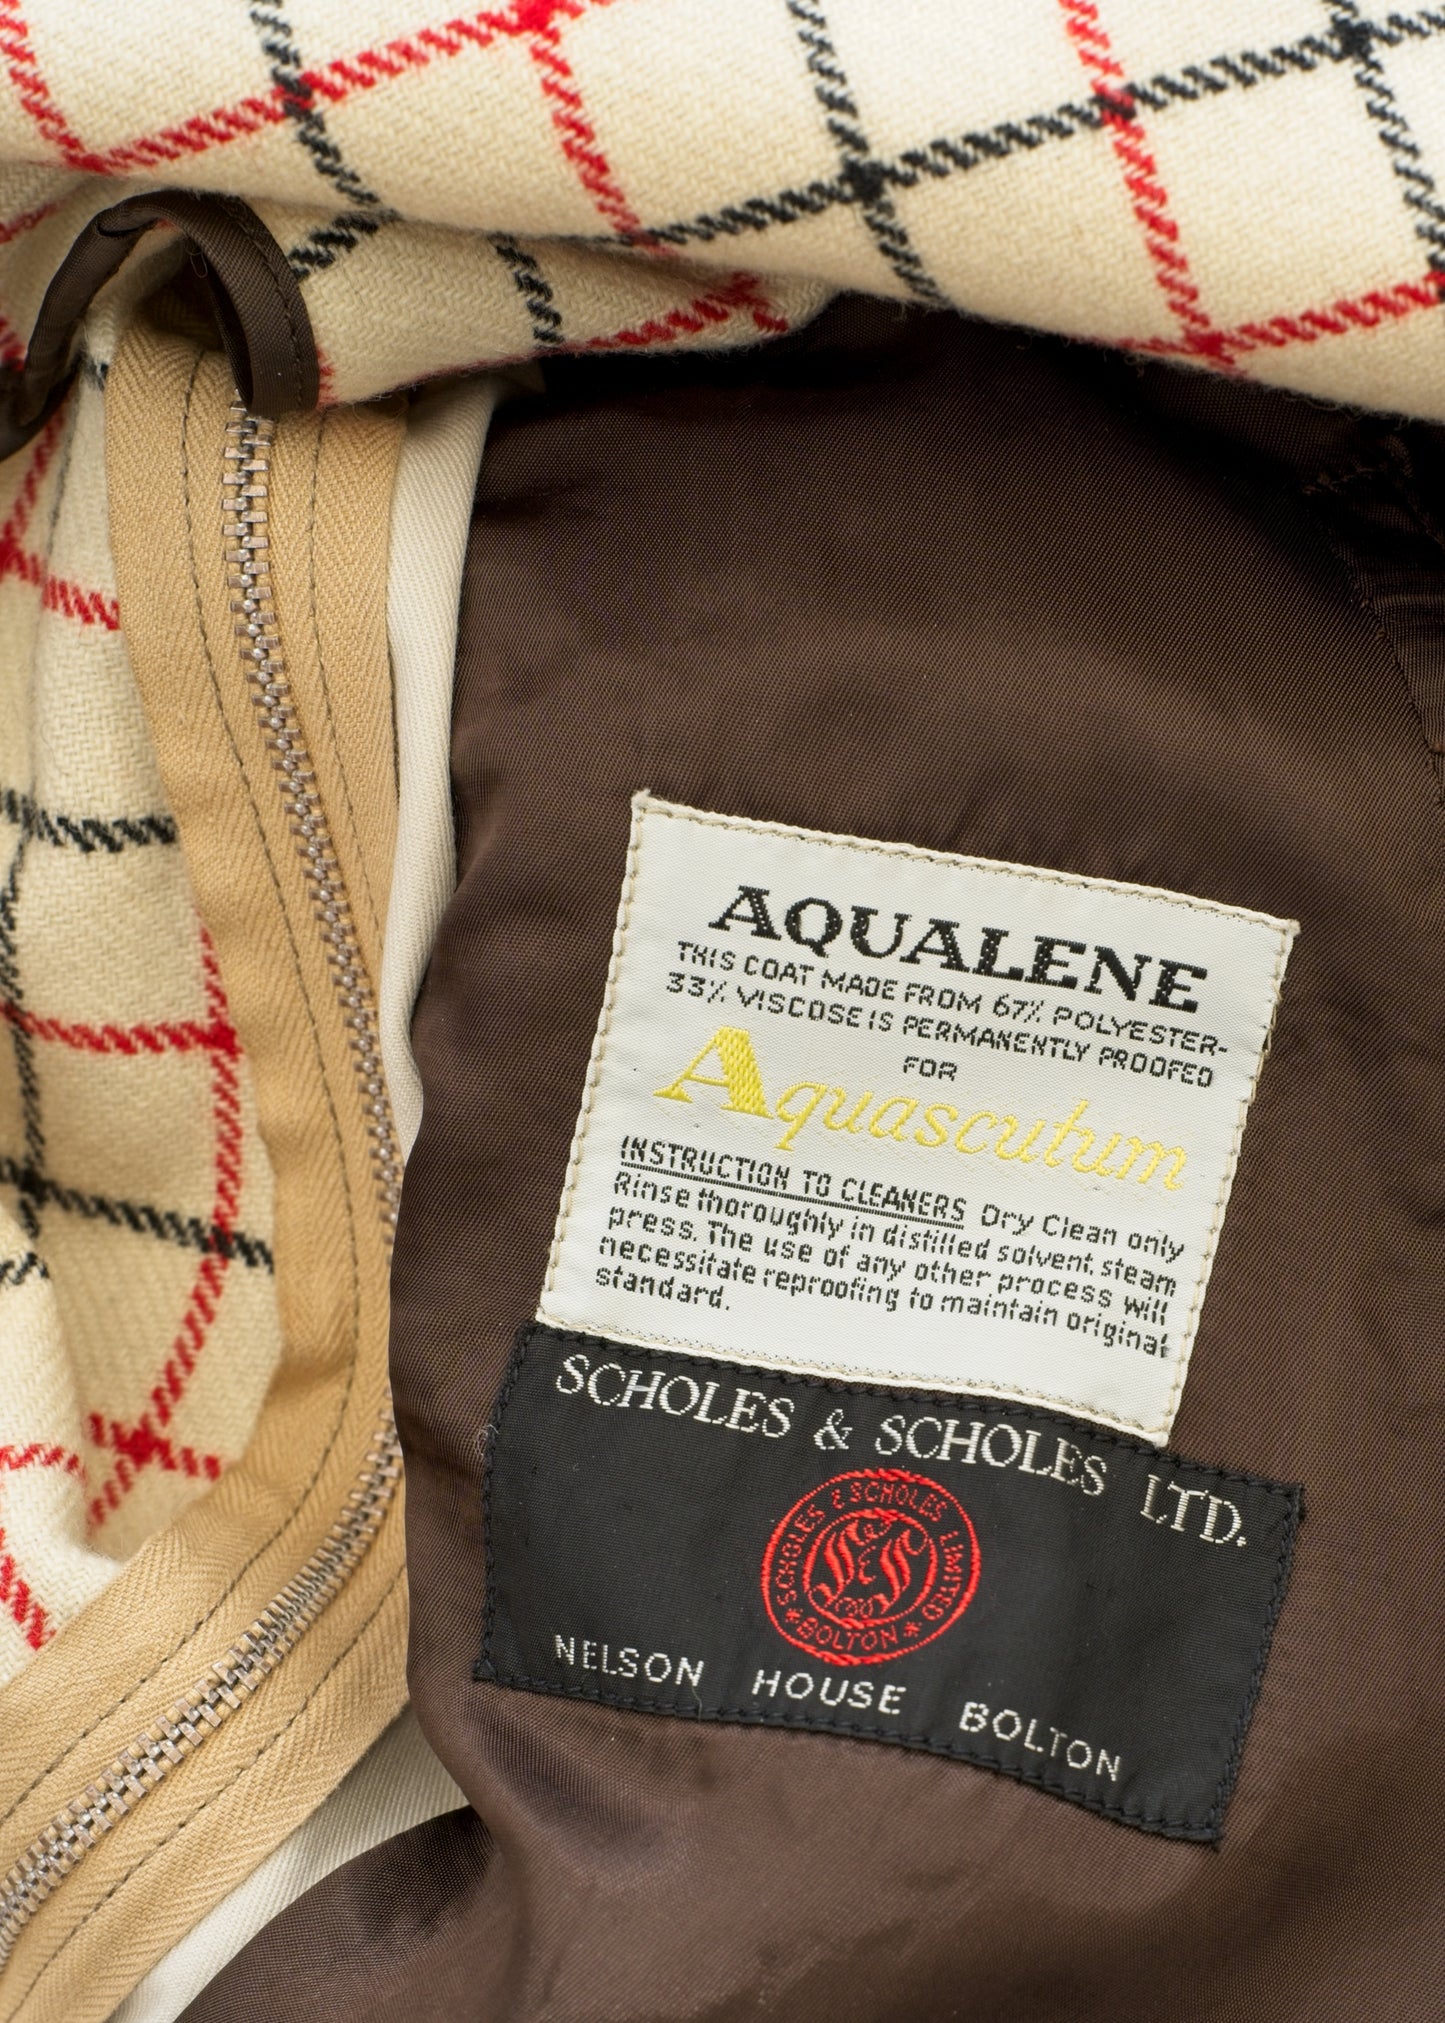 AQUALENE
THIS COAT MADE FROM 67% POLYESTER-
33% VISCOSE IS PERMANENTLY PROOFED
FOR
Aquascutum
INSTRUCTION TO CLEANERS Dry Clean only
Rinse thoroughly in distilled solvent, steam
press. The use of any other process will
necessitate reproofing to maintain original
standard.
SCHOLES & SCHOLES LTD.
SCHOLES & SCHOLES LIMITED
* BOLTON *
S S
NELSON HOUSE BOLTON